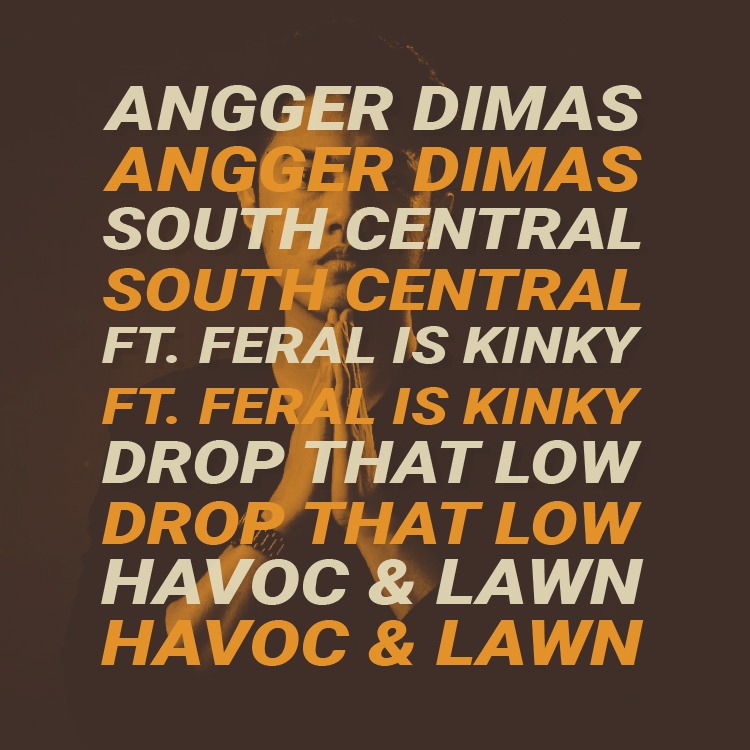 ANGGER DIMAS
ANGGER DIMAS
SOUTH CENTRAL
SOUTH CENTRAL
FT. FERAL IS KINKY
FT. FERAL IS KINKY
DROP THAT LOW
DROP THAT LOW
HAVOC & LAWN
HAVOC & LAWN